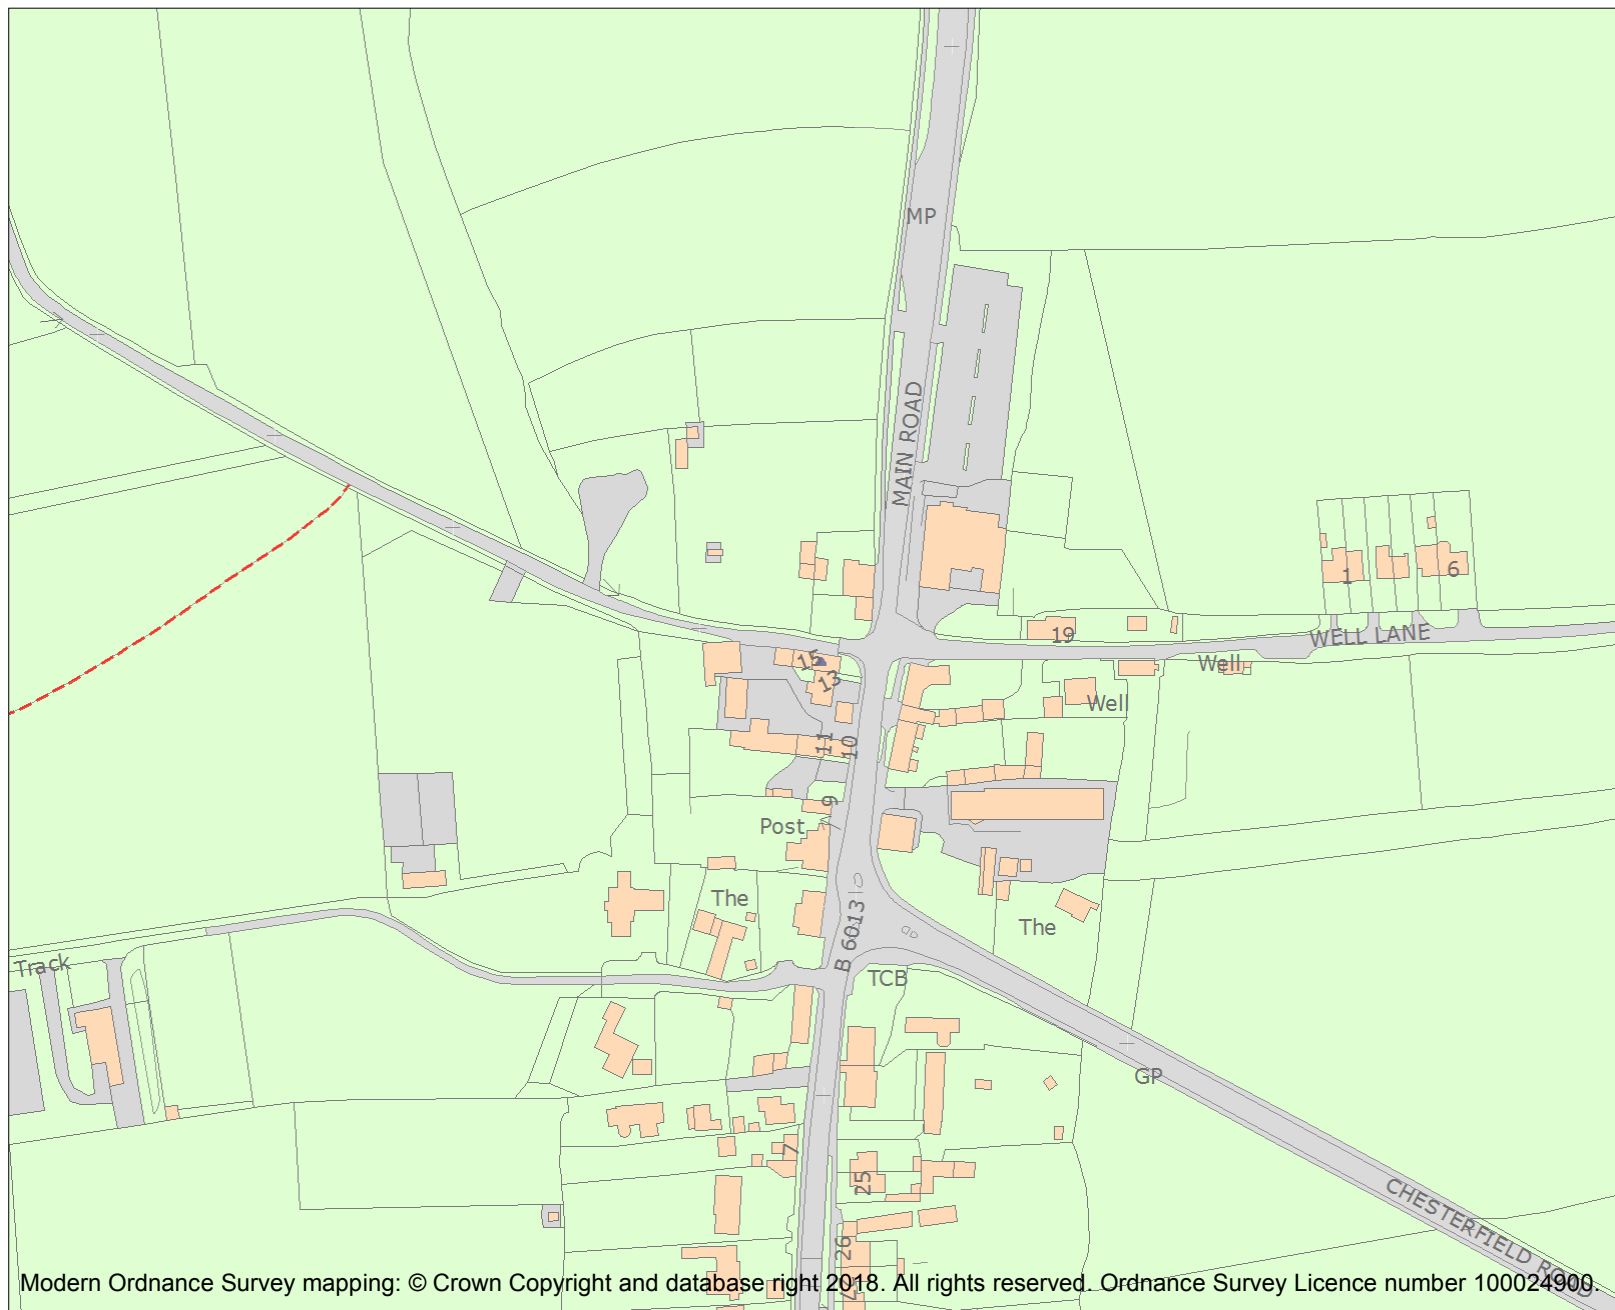 MP
MAIN ROAD
1
6
19
WELL LANE
15
Well
13
Well
11
10
9
Post
The
The
B 6013
Track
TCB
GP
7
25
CHESTERFIELD ROAD
26
Modern Ordnance Survey mapping: © Crown Copyright and database right 2018. All rights reserved. Ordnance Survey Licence number 100024900.